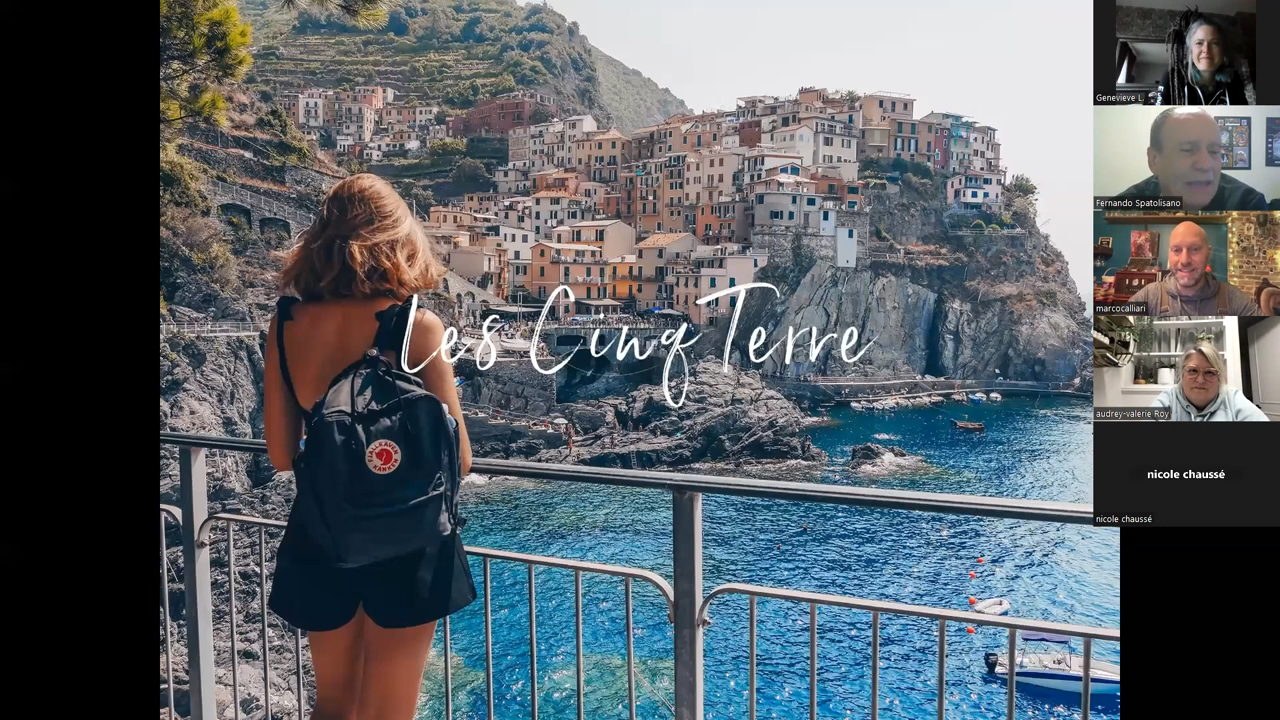 Les Cinq Terre
FJÄLLRÄVEN
KÅNKEN
Genevieve L.
Fernando Spatolisano
marcocalliari
audrey-valerie Roy
nicole chaussé
nicole chaussé